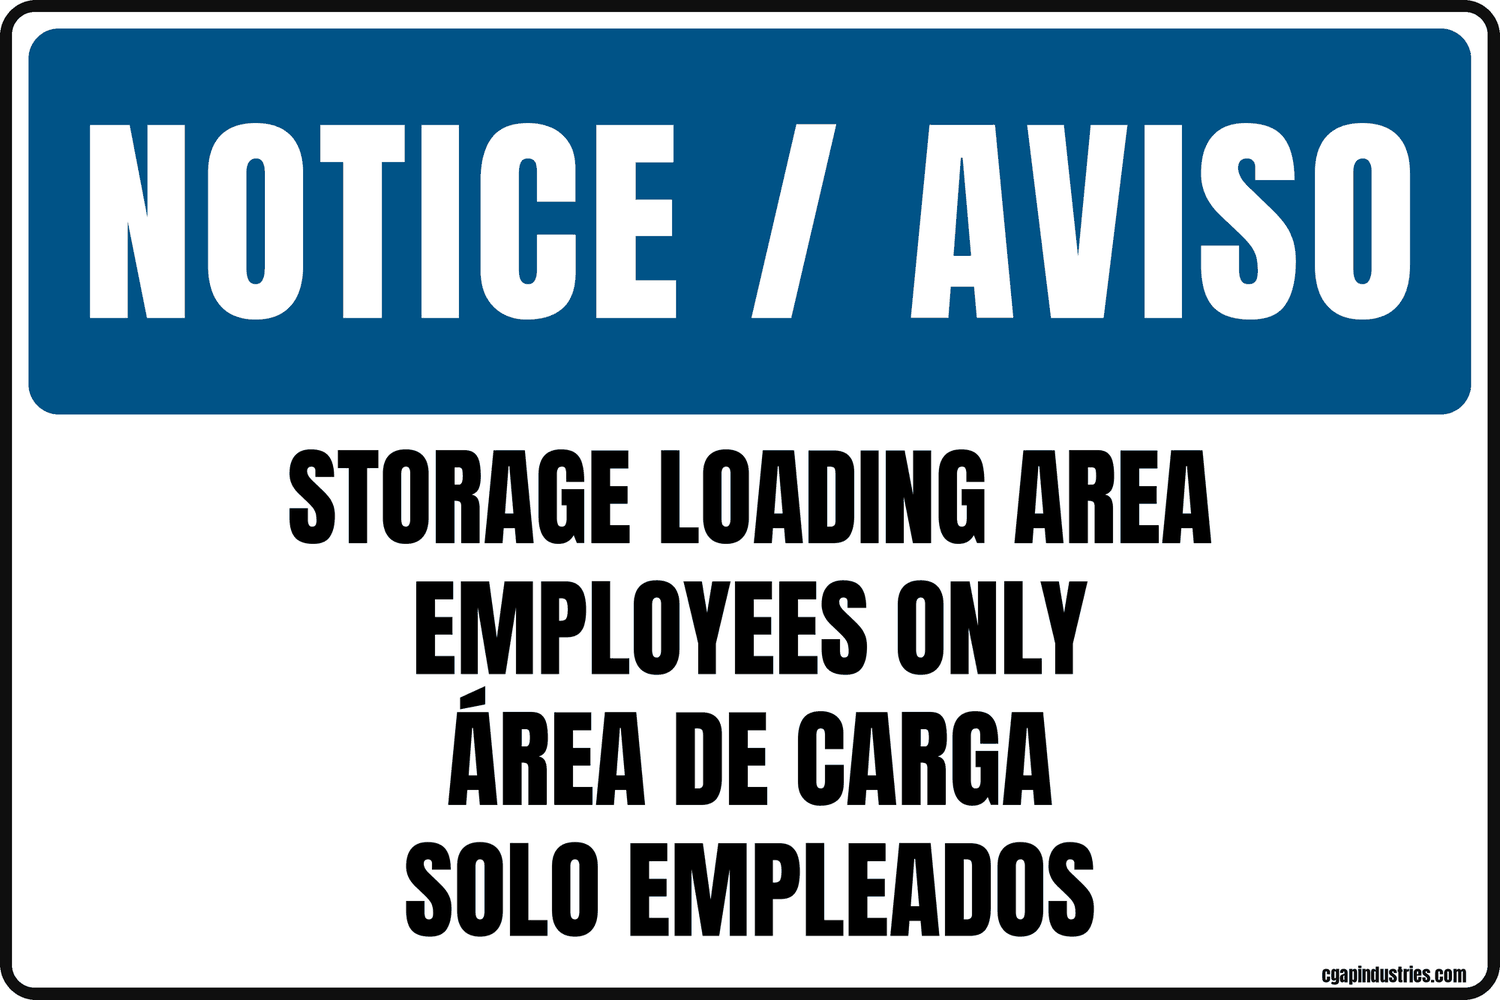 NOTICE / AVISO
STORAGE LOADING AREA
EMPLOYEES ONLY
ÁREA DE CARGA
SOLO EMPLEADOS
cgapindustries.com